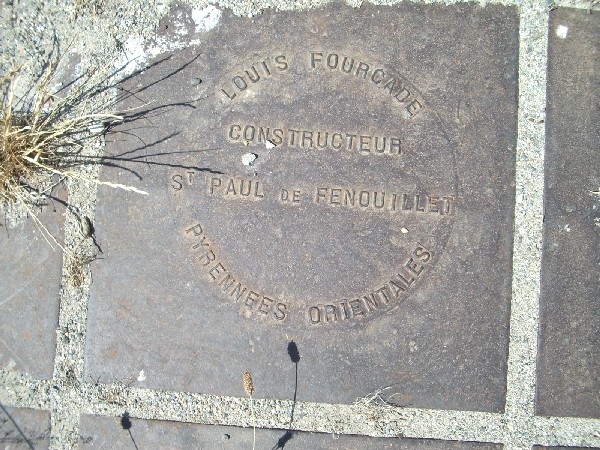 LOUIS FOURCADE
CONSTRUCTEUR
ST PAUL DE FENOUILLET
PYRENNEES ORIENTALES